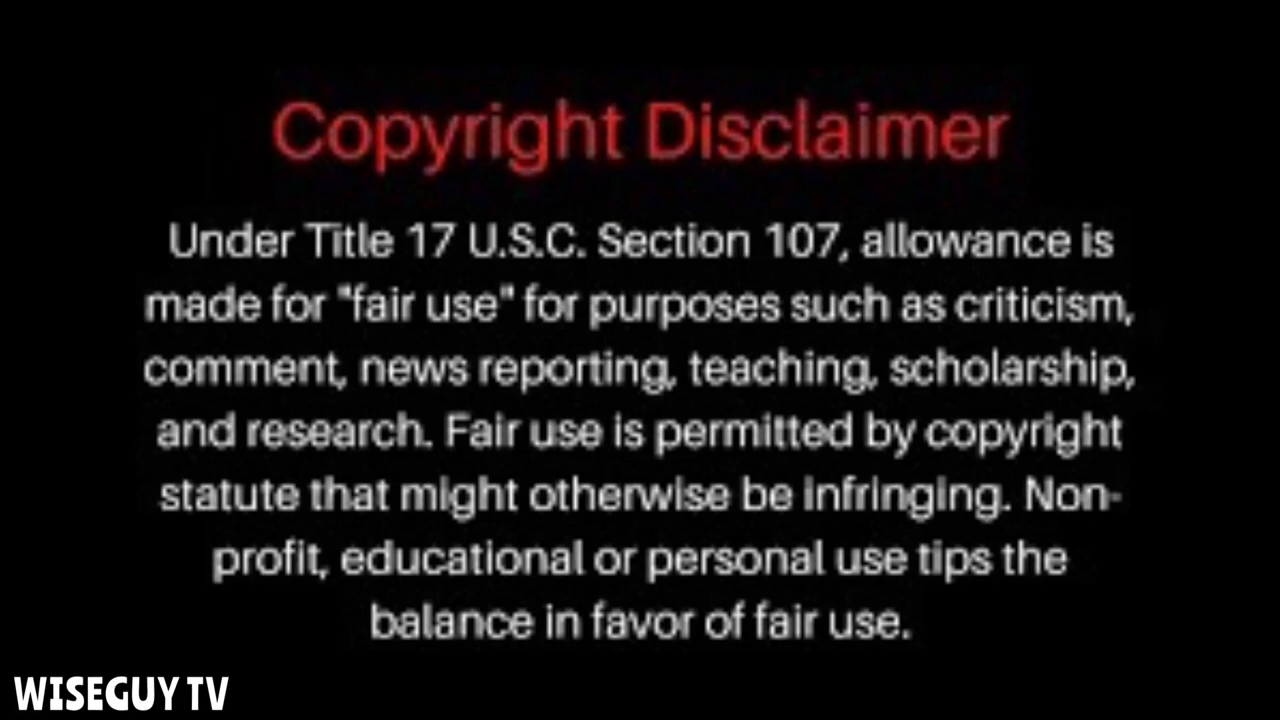 Copyright Disclaimer
Under Title 17 U.S.C. Section 107, allowance is
made for "fair use" for purposes such as criticism,
comment, news reporting, teaching, scholarship,
and research. Fair use is permitted by copyright
statute that might otherwise be infringing. Non-
profit, educational or personal use tips the
balance in favor of fair use.
WISEGUY TV